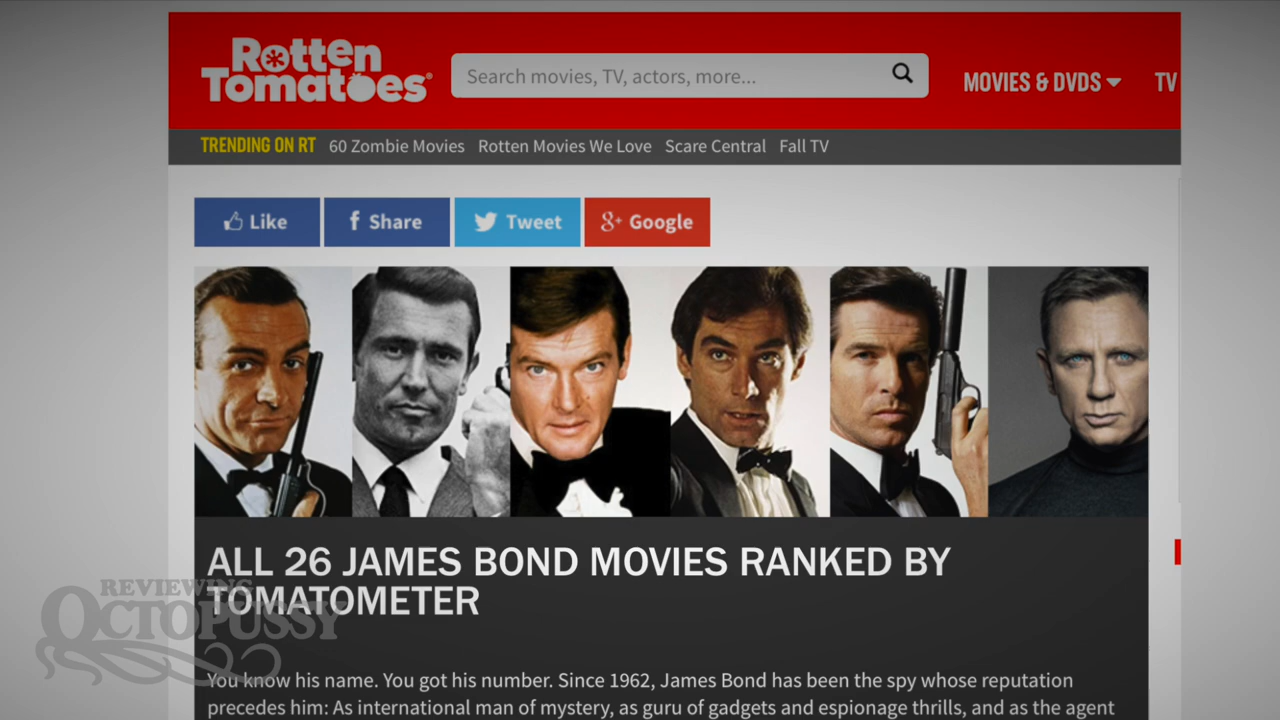 Rotten
Tomatoes®
Search movies, TV, actors, more...
MOVIES & DVDS
TV
TRENDING ON RT 60 Zombie Movies Rotten Movies We Love Scare Central Fall TV
Like
f Share
Tweet
g+ Google
ALL 26 JAMES BOND MOVIES RANKED BY
TOMATOMETER
REVIEWING
OCTOPUSSY
You know his name. You got his number. Since 1962, James Bond has been the spy whose reputation
precedes him: As international man of mystery, as guru of gadgets and espionage thrills, and as the agent